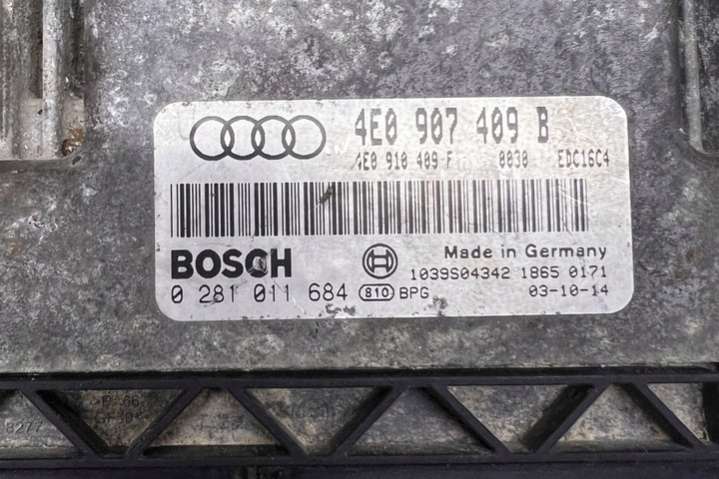 4E0 907 409 B
4E0 910 409 F 0030 EDC16C4
BOSCH
Made in Germany
1039S04342 1865 0171
0 281 011 684 810 BPG 03-10-14